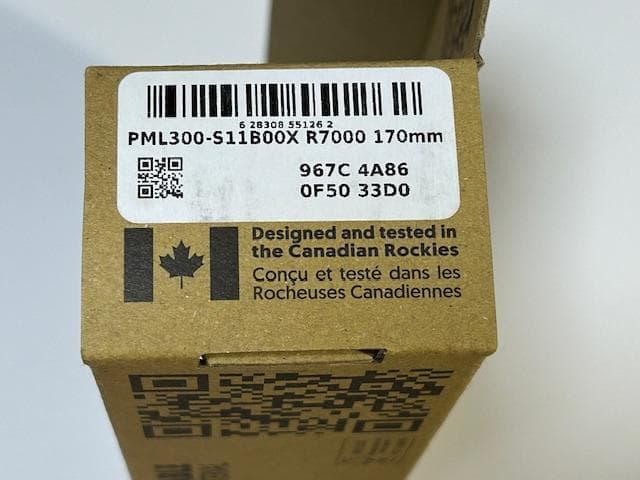 6 28308 55126 2
PML300-S11B00X R7000 170mm
967C 4A86
0F50 33D0
Designed and tested in
the Canadian Rockies
Conçu et testé dans les
Rocheuses Canadiennes